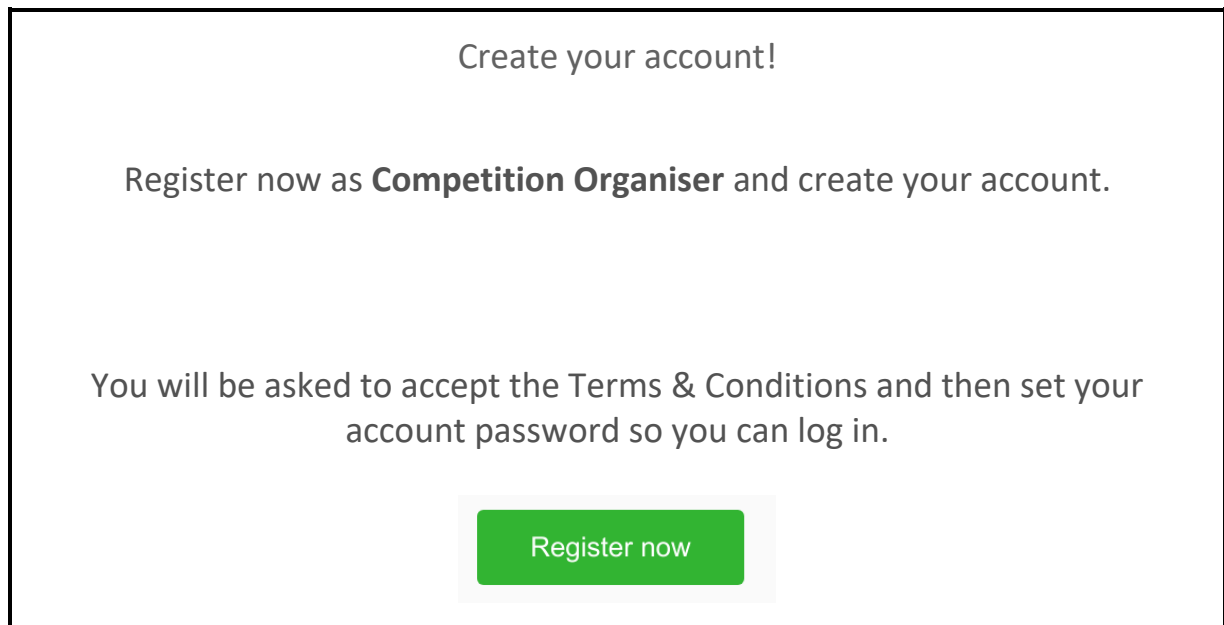 Create your account!
Register now as Competition Organiser and create your account.
You will be asked to accept the Terms & Conditions and then set your
account password so you can log in.
Register now